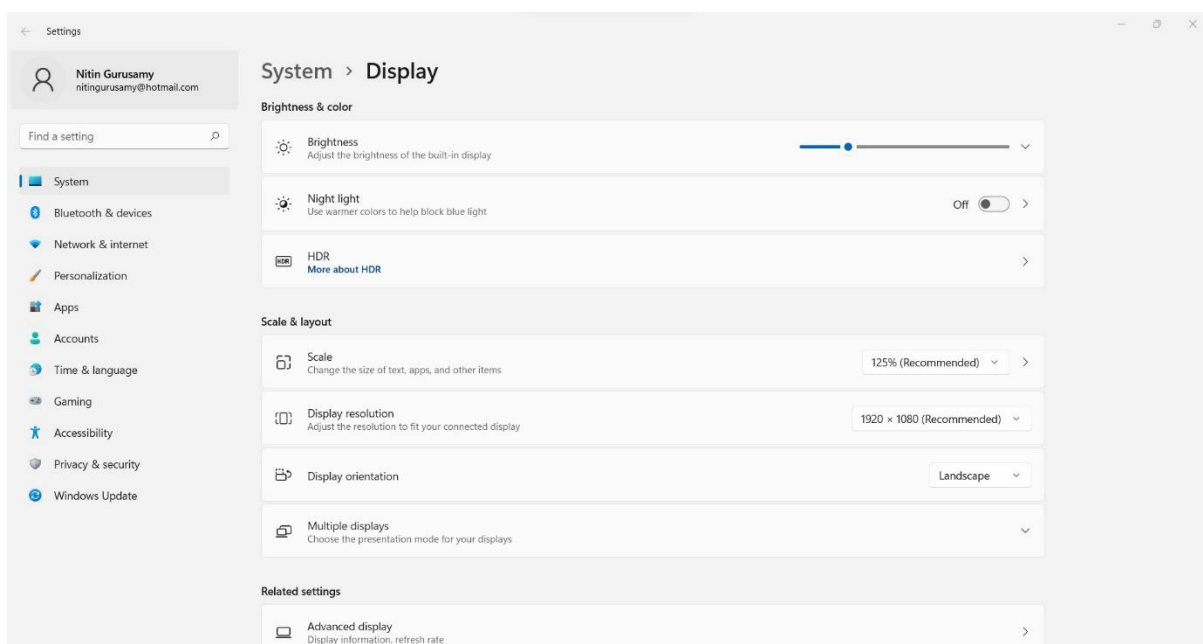 Settings
Nitin Gurusamy
nitingurusamy@hotmail.com
Find a setting
System
Bluetooth & devices
Network & internet
Personalization
Apps
Accounts
Time & language
Gaming
Accessibility
Privacy & security
Windows Update
System > Display
Brightness & color
Brightness
Adjust the brightness of the built-in display
Night light
Use warmer colors to help block blue light
Off
HDR
HDR
More about HDR
Scale & layout
Scale
Change the size of text, apps, and other items
125% (Recommended)
Display resolution
Adjust the resolution to fit your connected display
1920 × 1080 (Recommended)
Display orientation
Landscape
Multiple displays
Choose the presentation mode for your displays
Related settings
Advanced display
Display information, refresh rate